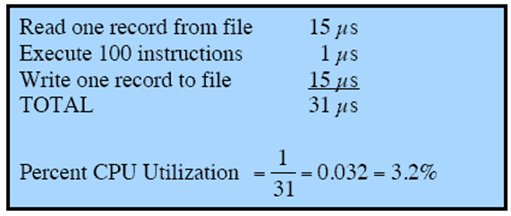 Read one record from file 15 μs
Execute 100 instructions 1 μs
Write one record to file 15 μs
TOTAL 31 μs
Percent CPU Utilization = 1/31 = 0.032 = 3.2%